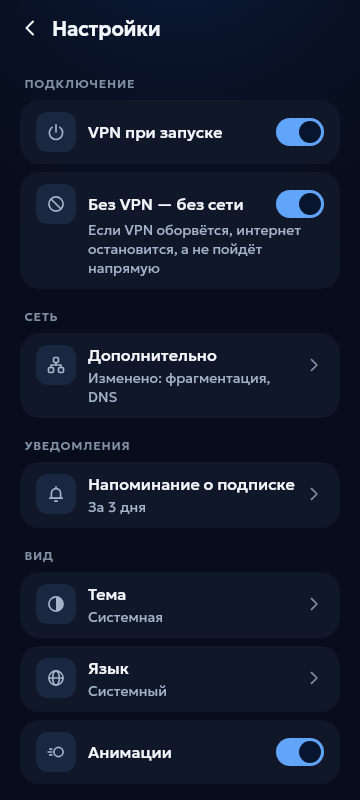 Настройки
ПОДКЛЮЧЕНИЕ
VPN при запуске
Без VPN — без сети
Если VPN оборвётся, интернет
остановится, а не пойдёт
напрямую
СЕТЬ
Дополнительно
Изменено: фрагментация,
DNS
УВЕДОМЛЕНИЯ
Напоминание о подписке
За 3 дня
ВИД
Тема
Системная
Язык
Системный
Анимации